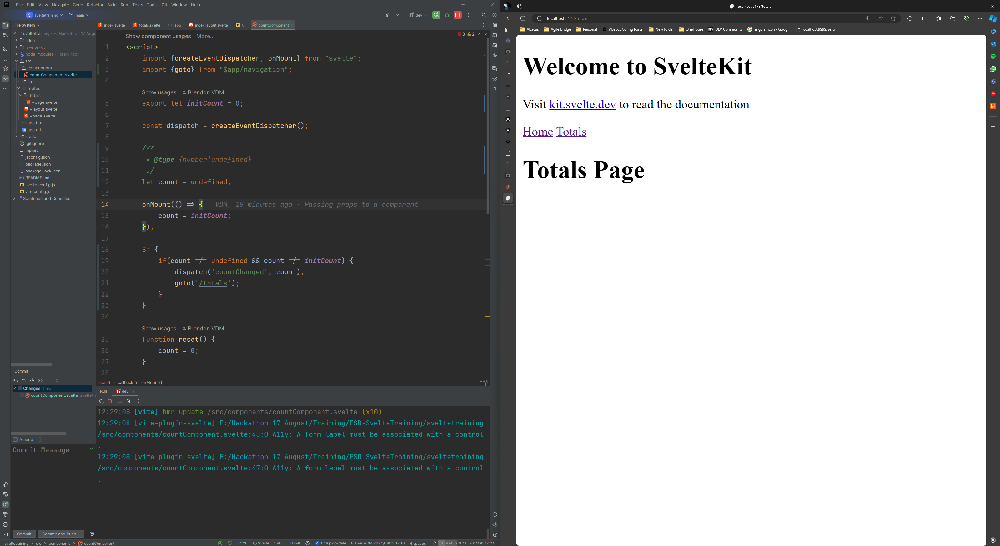 File Edit View Navigate Code Refactor Build Run Tests Tools Git Window Help
S sveltetraining main dev
File System
index.svelte totals.svelte app index.layout.svelte 0 countComponent
sveltetraining E:\Hackathon 17 Augu
.idea
.svelte-kit
node_modules library root
src
components
countComponent.svelte
lib
routes
totals
+page.svelte
+layout.svelte
+page.svelte
app.html
app.d.ts
static
.gitignore
.npmrc
jsconfig.json
package.json
package-lock.json
README.md
svelte.config.js
vite.config.js
Scratches and Consoles
Show component usages More...
3 2
1 <script>
2 import {createEventDispatcher, onMount} from "svelte";
3 import {goto} from "$app/navigation";
4
Show usages Brendon VDM
5 export let initCount = 0;
6
7 const dispatch = createEventDispatcher();
8
9 /**
10 * @type {number|undefined}
11 */
12 let count = undefined;
13
14 onMount(() => { VDM, 18 minutes ago • Passing props to a component
15 count = initCount;
16 });
17
18 $: {
19 if(count !== undefined && count !== initCount) {
20 dispatch('countChanged', count);
21 goto('/totals');
22 }
23 }
24
Show usages Brendon VDM
25 function reset() {
26 count = 0;
27 }
28
script › callback for onMount()
Commit
Changes 1 file
countComponent.svelte sveltetr
Amend
Commit Message
Commit Commit and Push...
Run dev
12:29:08 [vite] hmr update /src/components/countComponent.svelte (x10)
12:29:08 [vite-plugin-svelte] E:/Hackathon 17 August/Training/FSD-SvelteTraining/sveltetraining
/src/components/countComponent.svelte:45:0 A11y: A form label must be associated with a control
.
12:29:08 [vite-plugin-svelte] E:/Hackathon 17 August/Training/FSD-SvelteTraining/sveltetraining
/src/components/countComponent.svelte:47:0 A11y: A form label must be associated with a control
.
sveltetraining › src › components › countComponent
14:20 {} Svelte CRLF UTF-8 1 Δ/up-to-date Blame: VDM 2024/08/13 12:10 4 spaces 1339 of 5700M 201M in 722M
localhost:5173/totals
localhost:5173/totals
Abacus Agile Bridge Personal Abacus Config Portal New folder OneHouse DEV DEV Community angular icon - Goog... localhost:9999/setti...
Welcome to SvelteKit
Visit kit.svelte.dev to read the documentation
Home Totals
Totals Page